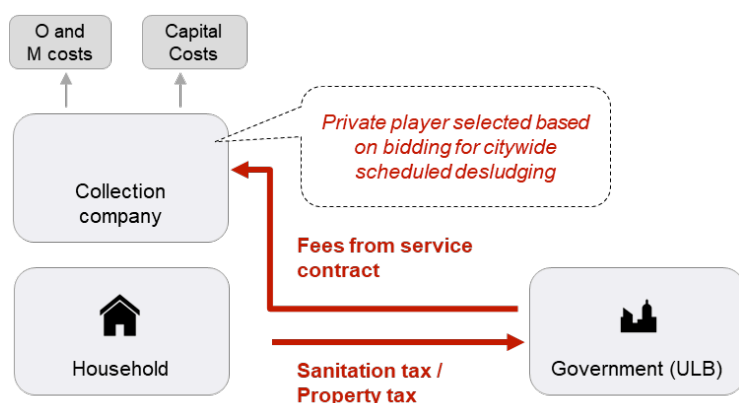 O and
M costs
Capital
Costs
Private player selected based
on bidding for citywide
scheduled desludging
Collection
company
Fees from service
contract
Household
Government (ULB)
Sanitation tax /
Property tax